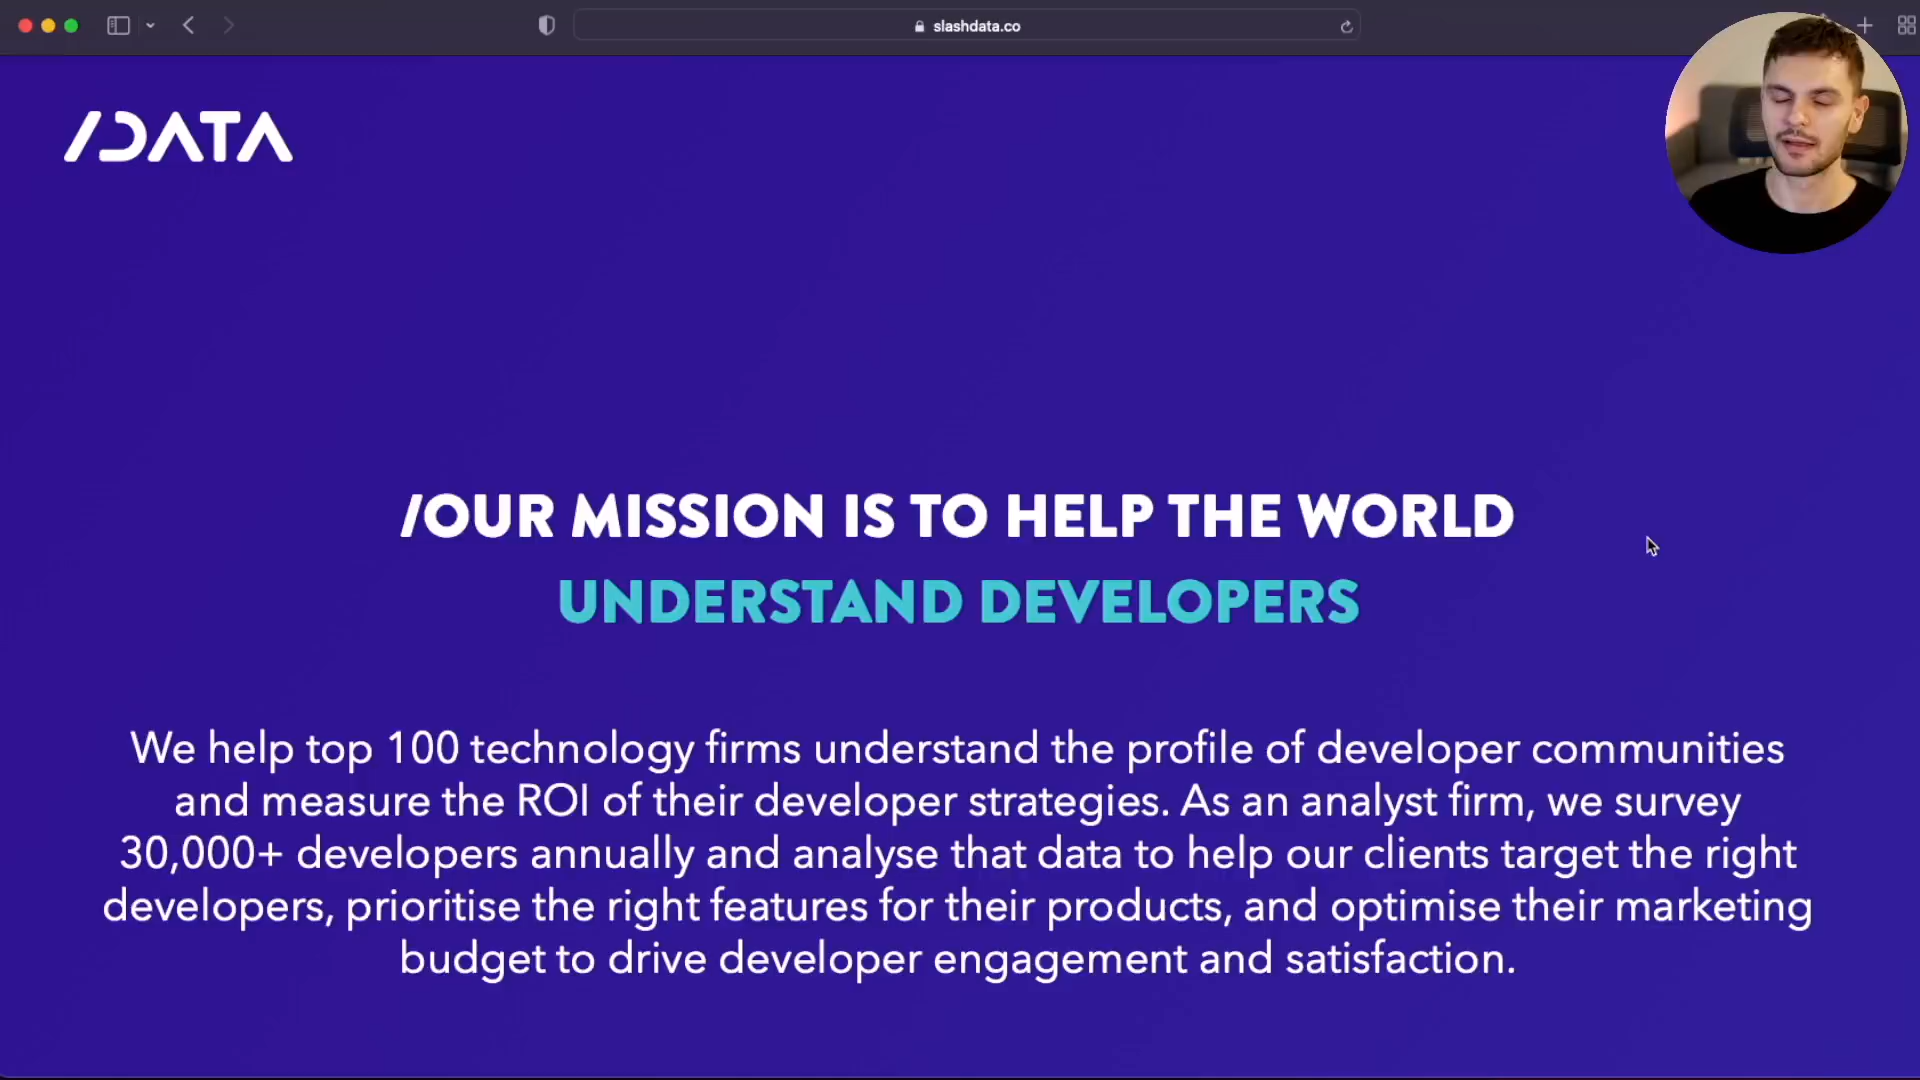 slashdata.co
/DATA
/OUR MISSION IS TO HELP THE WORLD
UNDERSTAND DEVELOPERS
We help top 100 technology firms understand the profile of developer communities
and measure the ROI of their developer strategies. As an analyst firm, we survey
30,000+ developers annually and analyse that data to help our clients target the right
developers, prioritise the right features for their products, and optimise their marketing
budget to drive developer engagement and satisfaction.